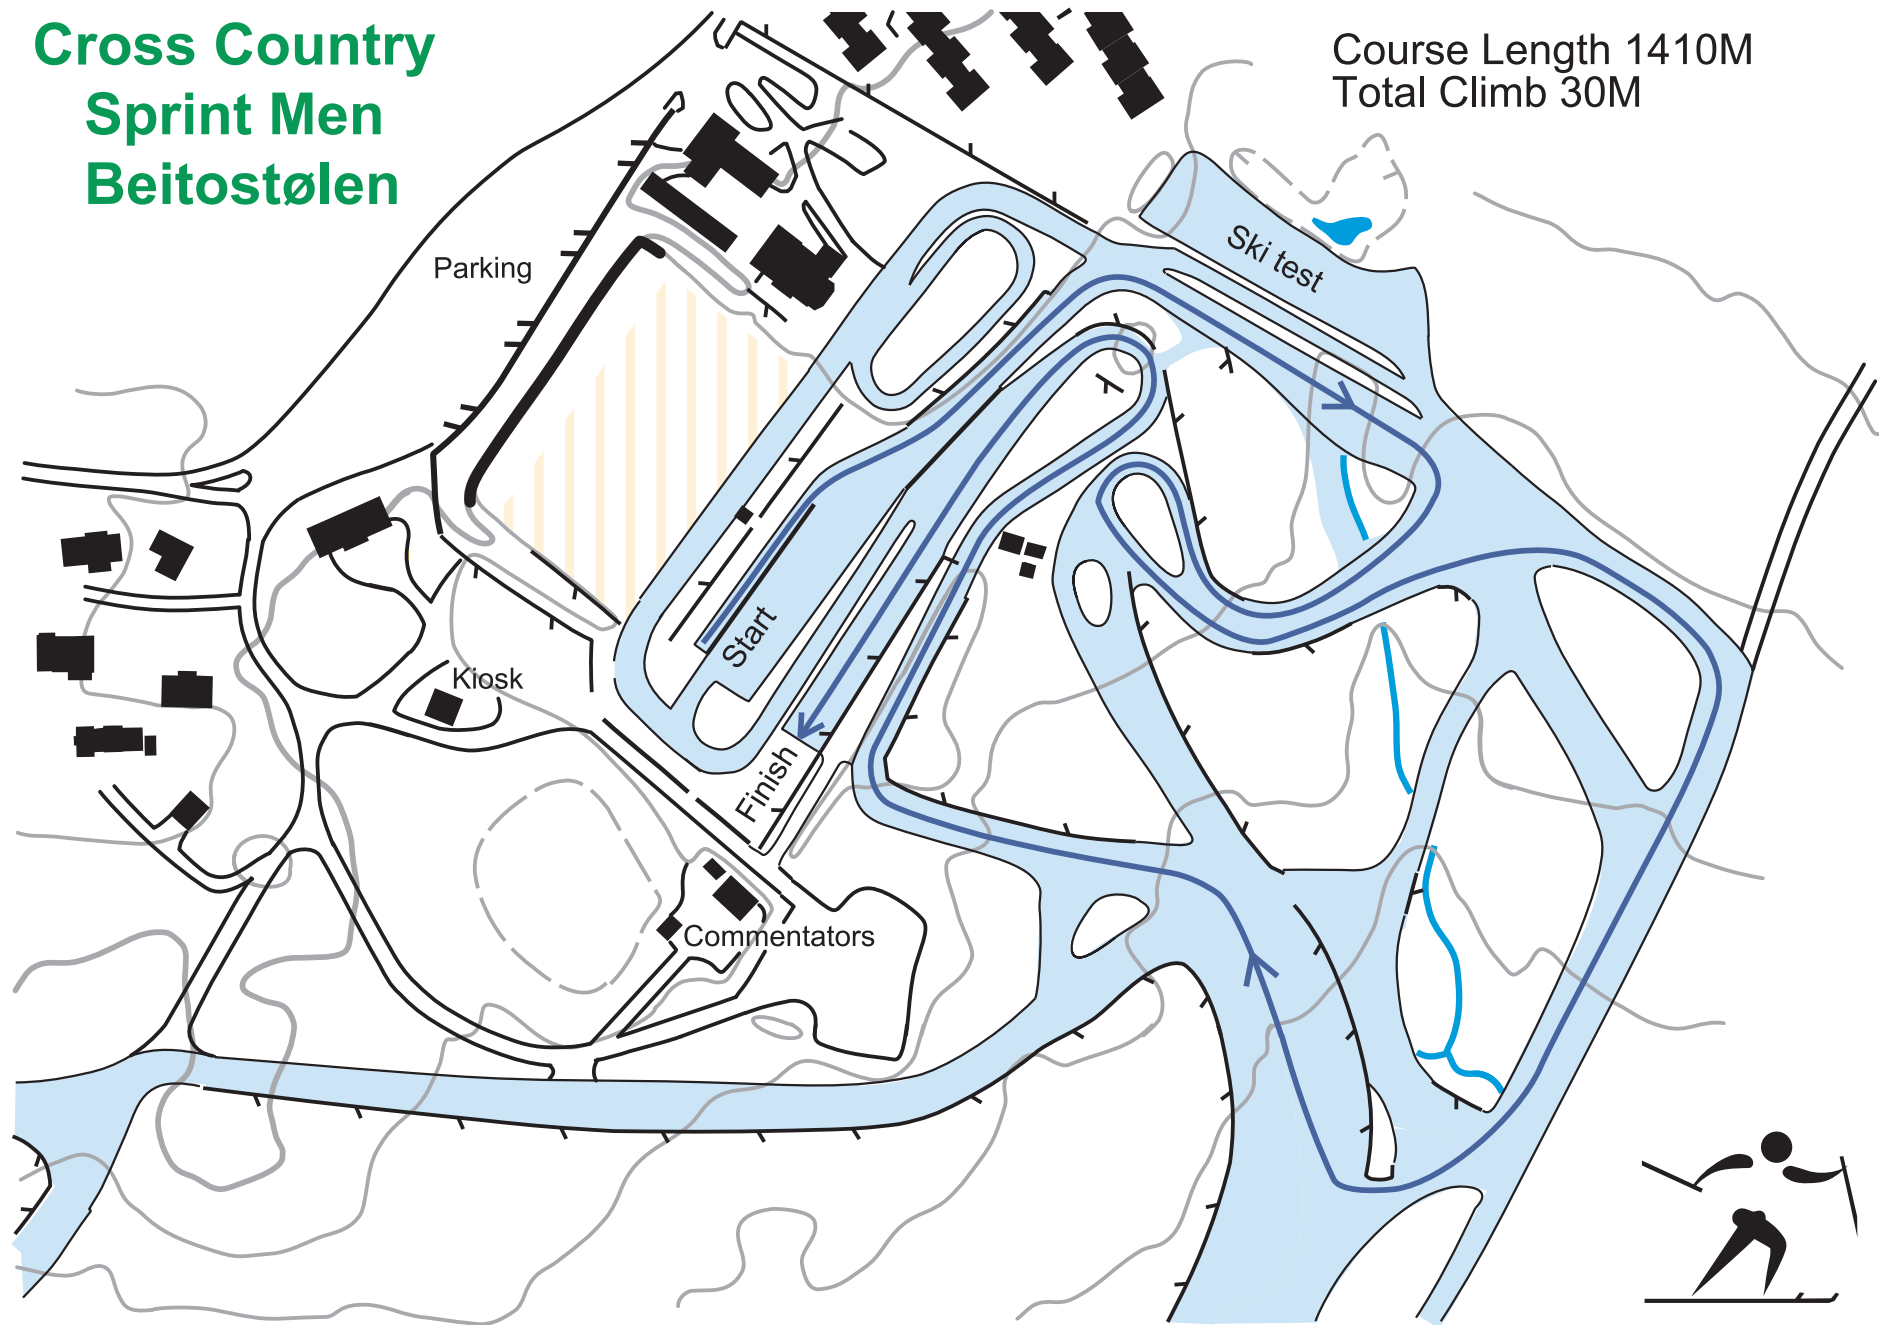 Cross Country
Sprint Men
Beitostølen
Course Length 1410M
Total Climb 30M
Ski test
Parking
Start
Kiosk
Finish
Commentators